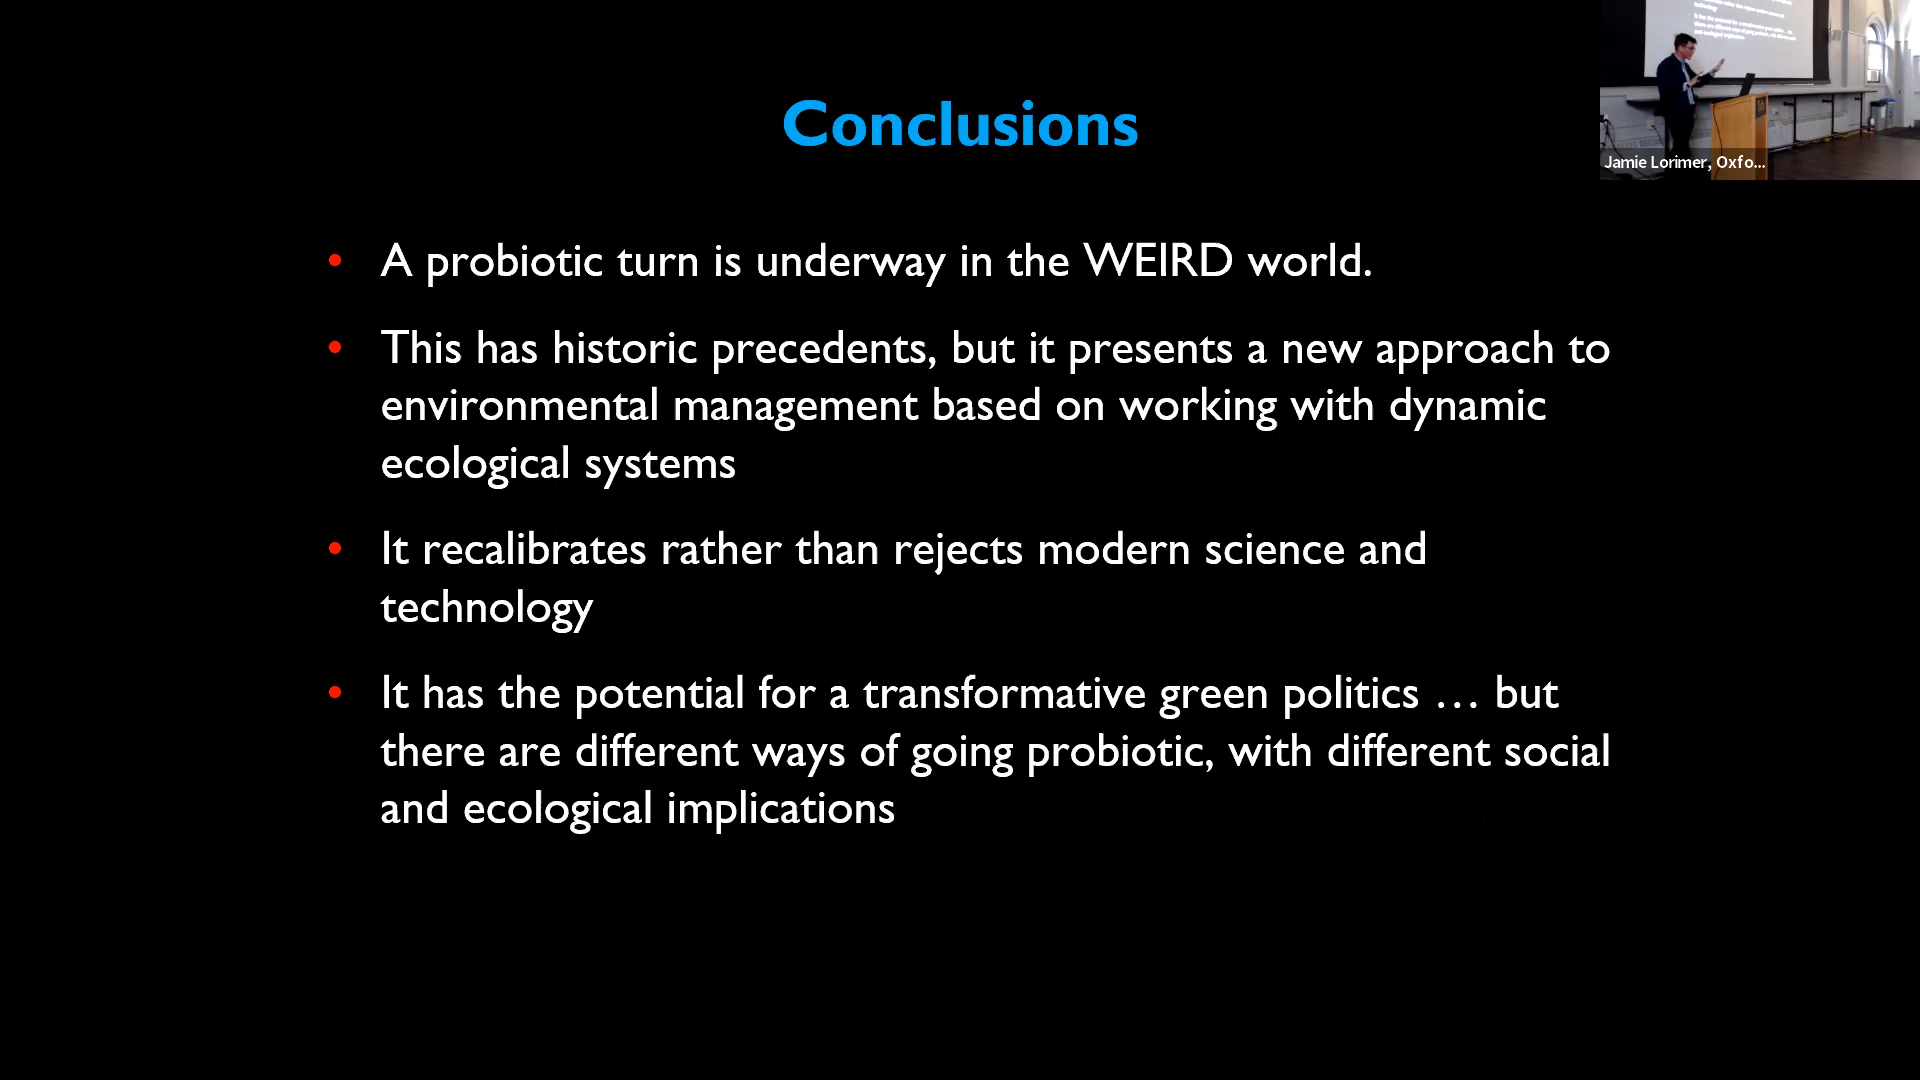 Conclusions
Jamie Lorimer, Oxfo...
• A probiotic turn is underway in the WEIRD world.
• This has historic precedents, but it presents a new approach to
environmental management based on working with dynamic
ecological systems
• It recalibrates rather than rejects modern science and
technology
• It has the potential for a transformative green politics … but
there are different ways of going probiotic, with different social
and ecological implications